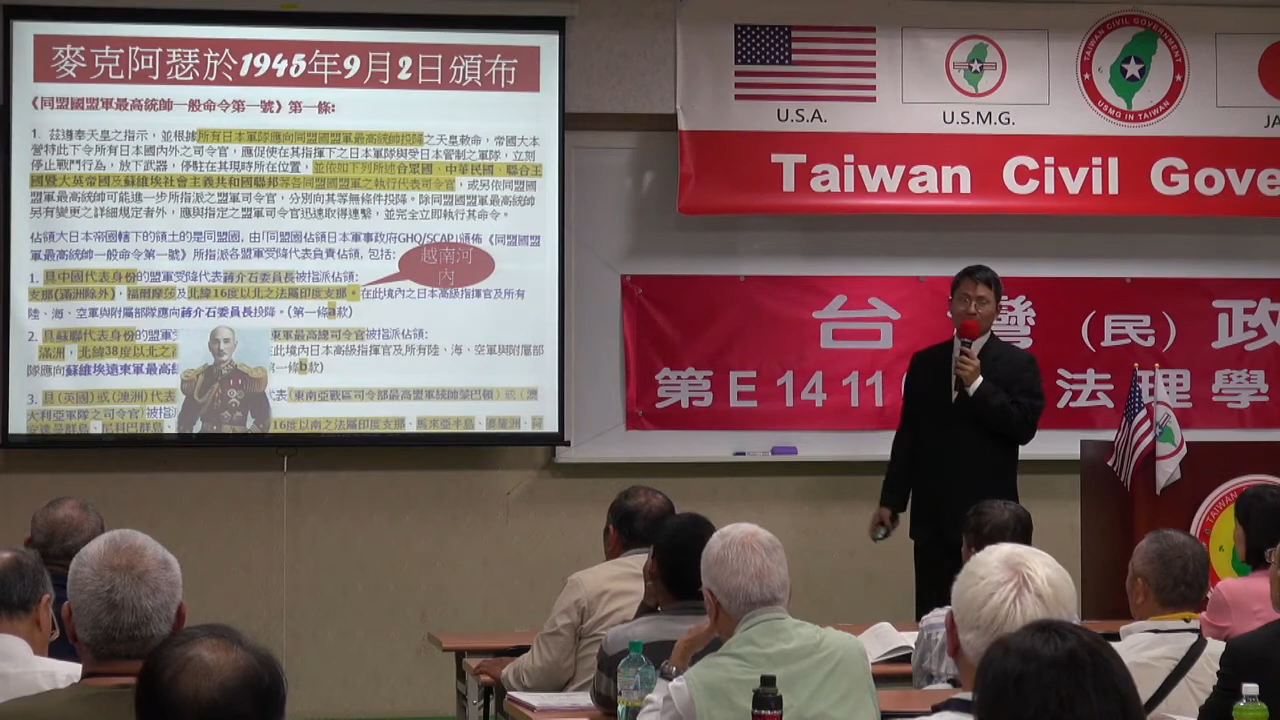 麥克阿瑟於1945年9月2日頒布
《同盟國盟軍最高統帥一般命令第一號》第一條:
1. 茲遵奉天皇之指示，並根據所有日本軍隊應向同盟國盟軍最高統帥投降之天皇敕命，帝國大本
營特此下令所有日本國內外之司令官，應促使在其指揮下之日本軍隊與受日本管制之軍隊，立刻
停止戰鬥行為，放下武器，停駐在其現時所在位置，並依如下列所述合眾國、中華民國、聯合王
國暨大英帝國及蘇維埃社會主義共和國聯邦等各同盟國盟軍之執行代表司令官，或另依同盟國
盟軍最高統帥可能進一步所指派之盟軍司令官，分別向其等無條件投降。除同盟國盟軍最高統帥
另有變更之詳細規定者外，應與指定之盟軍司令官迅速取得連繫，並完全立即執行其命令。
佔領大日本帝國轄下的領土的是同盟國，由「同盟國佔領日本軍事政府GHQ/SCAP」頒佈《同盟國盟
軍最高統帥一般命令第一號》所指派各盟軍受降代表負責佔領，包括:
越南河
內
1. 具中國代表身份的盟軍受降代表蔣介石委員長被指派佔領:
支那(滿洲除外)，福爾摩莎及北緯16度以北之法屬印度支那。在此境內之日本高級指揮官及所有
陸、海、空軍與附屬部隊應向蔣介石委員長投降。(第一條a款)
2. 具蘇聯代表身份的盟軍 東軍最高總司令官被指派佔領:
滿洲，北緯38度以北之 此境內日本高級指揮官及所有陸、海、空軍與附屬部
隊應向蘇維埃遠東軍最高 一條b款)
3. 具(英國)或(澳洲)代表 代表(東南亞戰區司令部最高盟軍統帥蒙巴頓)或(澳
大利亞軍隊之司令官)被指
16度以南之法屬印度支那、馬來亞半島、
U.S.A.
U.S.M.G.
TAIWAN CIVIL GOVERNMENT
USMG IN TAIWAN
JA
Taiwan Civil Gove
台灣(民)政
第E1411 法理學